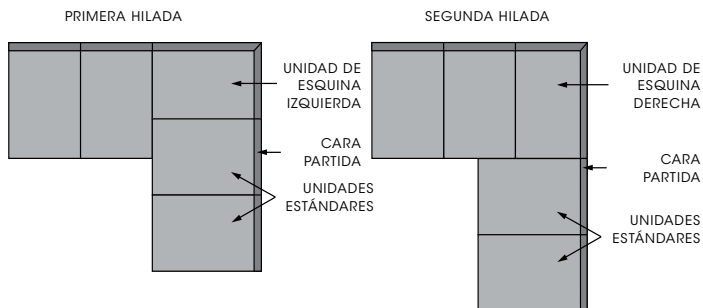 PRIMERA HILADA
UNIDAD DE
ESQUINA
IZQUIERDA
CARA
PARTIDA
UNIDADES
ESTÁNDARES
SEGUNDA HILADA
UNIDAD DE
ESQUINA
DERECHA
CARA
PARTIDA
UNIDADES
ESTÁNDARES